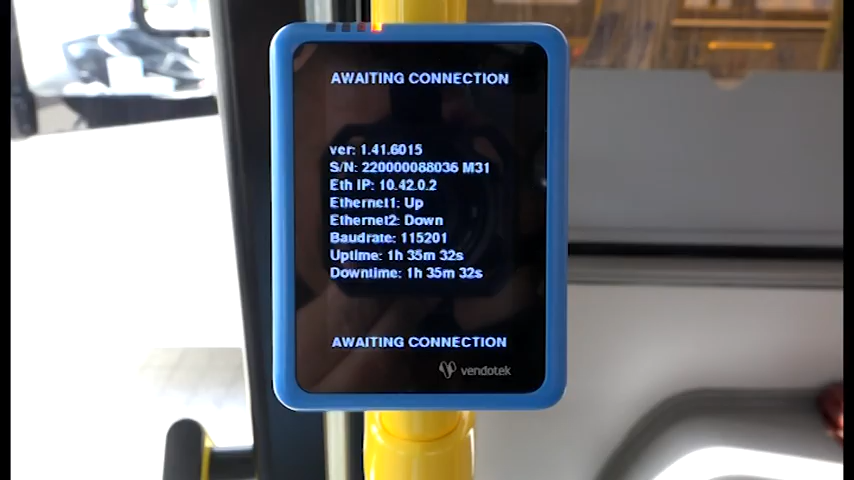 AWAITING CONNECTION
ver: 1.41.6015
S/N: 220000088036 M31
Eth IP: 10.42.0.2
Ethernet1: Up
Ethernet2: Down
Baudrate: 115201
Uptime: 1h 35m 32s
Downtime: 1h 35m 32s
AWAITING CONNECTION
vendotek